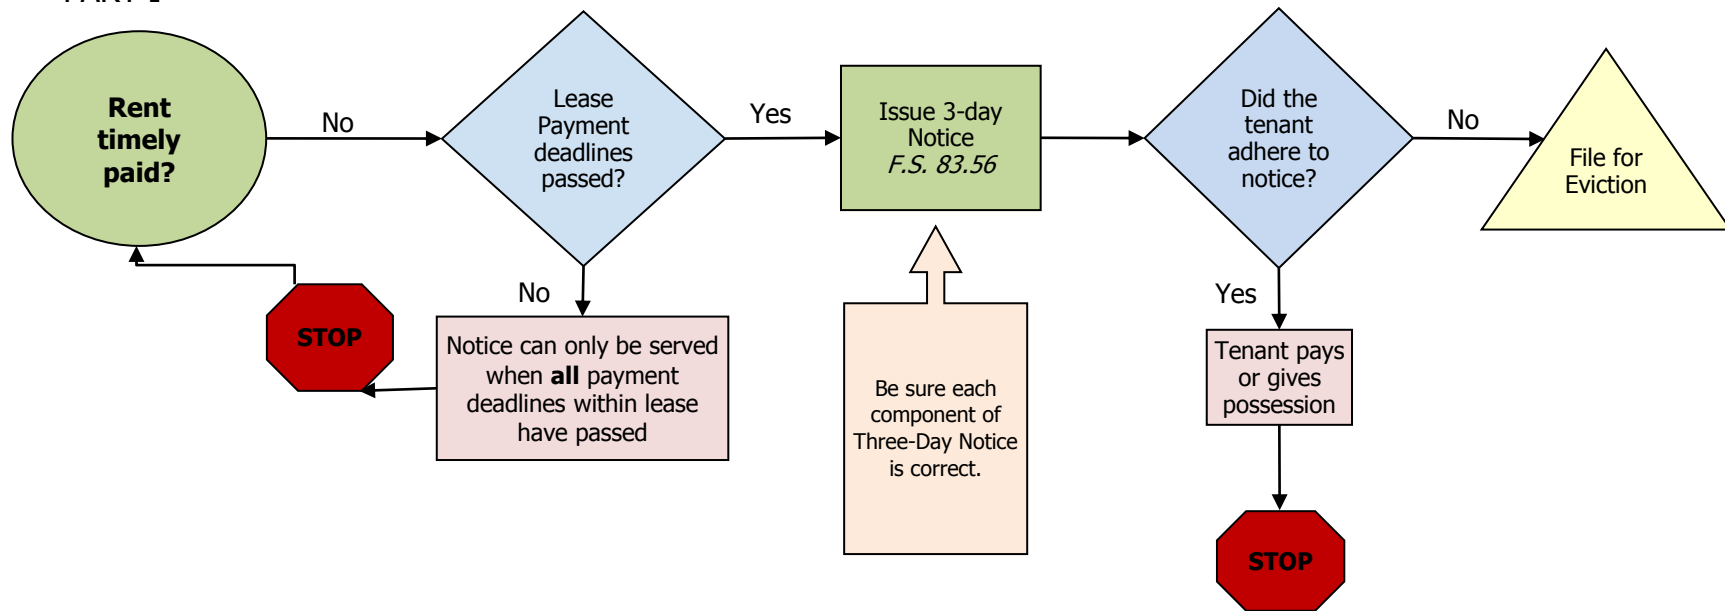 PART I
Rent
timely
paid?
No
Lease
Payment
deadlines
passed?
Yes
Issue 3-day
Notice
F.S. 83.56
Did the
tenant
adhere to
notice?
No
File for
Eviction
No
STOP
Notice can only be served
when all payment
deadlines within lease
have passed
Be sure each
component of
Three-Day Notice
is correct.
Yes
Tenant pays
or gives
possession
STOP